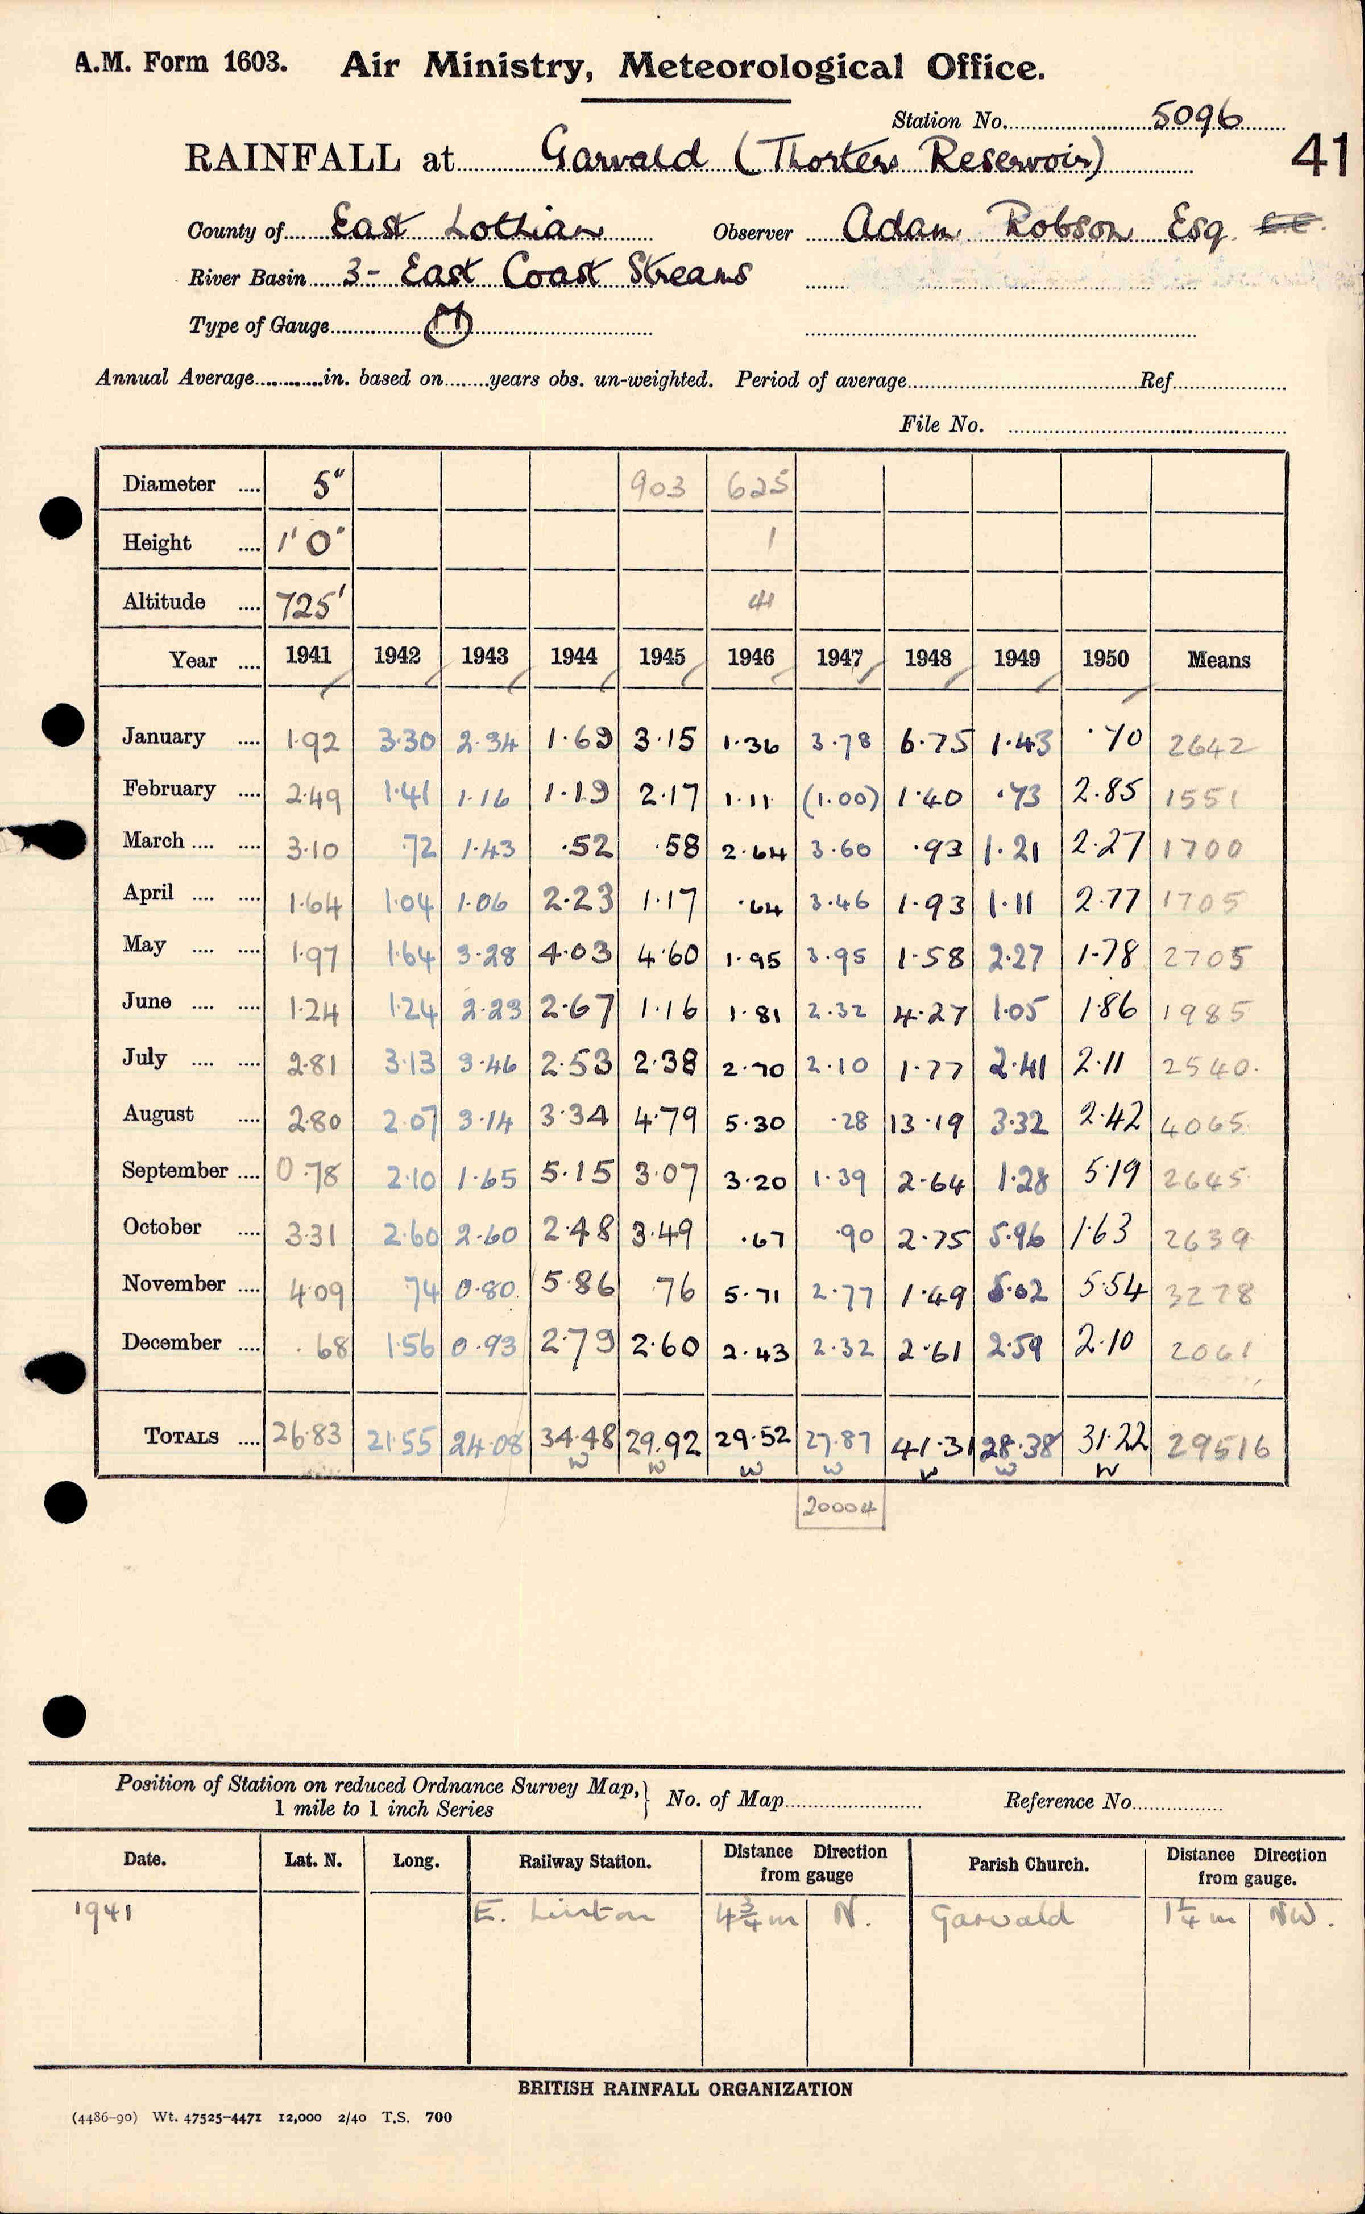 A.M. Form 1603. Air Ministry, Meteorological Office.
Station No. 5096
RAINFALL at Garvald (Thorters Reservoir) 41
County of East Lothian Observer Adam Robson Esq.
River Basin 3- East Coast Streams
Type of Gauge M
Annual Average in. based on years obs. un-weighted. Period of average Ref
File No.
Diameter .... 5" 903 625
Height .... 1' 0" 1
Altitude .... 725' 41
Year .... 1941 1942 1943 1944 1945 1946 1947 1948 1949 1950 Means
January .... 1.92 3.30 2.34 1.69 3.15 1.36 3.78 6.75 1.43 .70 2642
February .... 2.49 1.41 1.16 1.19 2.17 1.11 (1.00) 1.40 .73 2.85 1551
March .... .... 3.10 .72 1.43 .52 .58 2.64 3.60 .93 1.21 2.27 1700
April .... .... 1.64 1.04 1.06 2.23 1.17 .64 3.46 1.93 1.11 2.77 1705
May .... .... 1.97 1.64 3.28 4.03 4.60 1.95 3.95 1.58 2.27 1.78 2705
June .... .... 1.24 1.24 2.23 2.67 1.16 1.81 2.32 4.27 1.05 1.86 1985
July .... .... 2.81 3.13 3.46 2.53 2.38 2.70 2.10 1.77 2.41 2.11 2540.
August .... 2.80 2.07 3.14 3.34 4.79 5.30 .28 13.19 3.32 2.42 4065
September .... 0.78 2.10 1.65 5.15 3.07 3.20 1.39 2.64 1.28 5.19 2645
October .... 3.31 2.60 2.60 2.48 3.49 .67 .90 2.75 5.96 1.63 2639
November .... 4.09 74 0.80 5.86 .76 5.71 2.77 1.49 5.02 5.54 3278
December .... .68 1.56 0.93 2.79 2.60 2.43 2.32 2.61 2.59 2.10 2061
TOTALS .... 26.83 21.55 24.08 34.48 29.92 29.52 27.87 41.31 28.38 31.22 29516
w w w w w w w
20004
Position of Station on reduced Ordnance Survey Map, } No. of Map Reference No.
1 mile to 1 inch Series
Date. Lat. N. Long. Railway Station. Distance Direction from gauge Parish Church. Distance Direction from gauge.
1941 E. Linton 4¾ m N. Garvald 1¼ m NW.
BRITISH RAINFALL ORGANIZATION
(4486-90) Wt. 47525-4471 12,000 2/40 T.S. 700